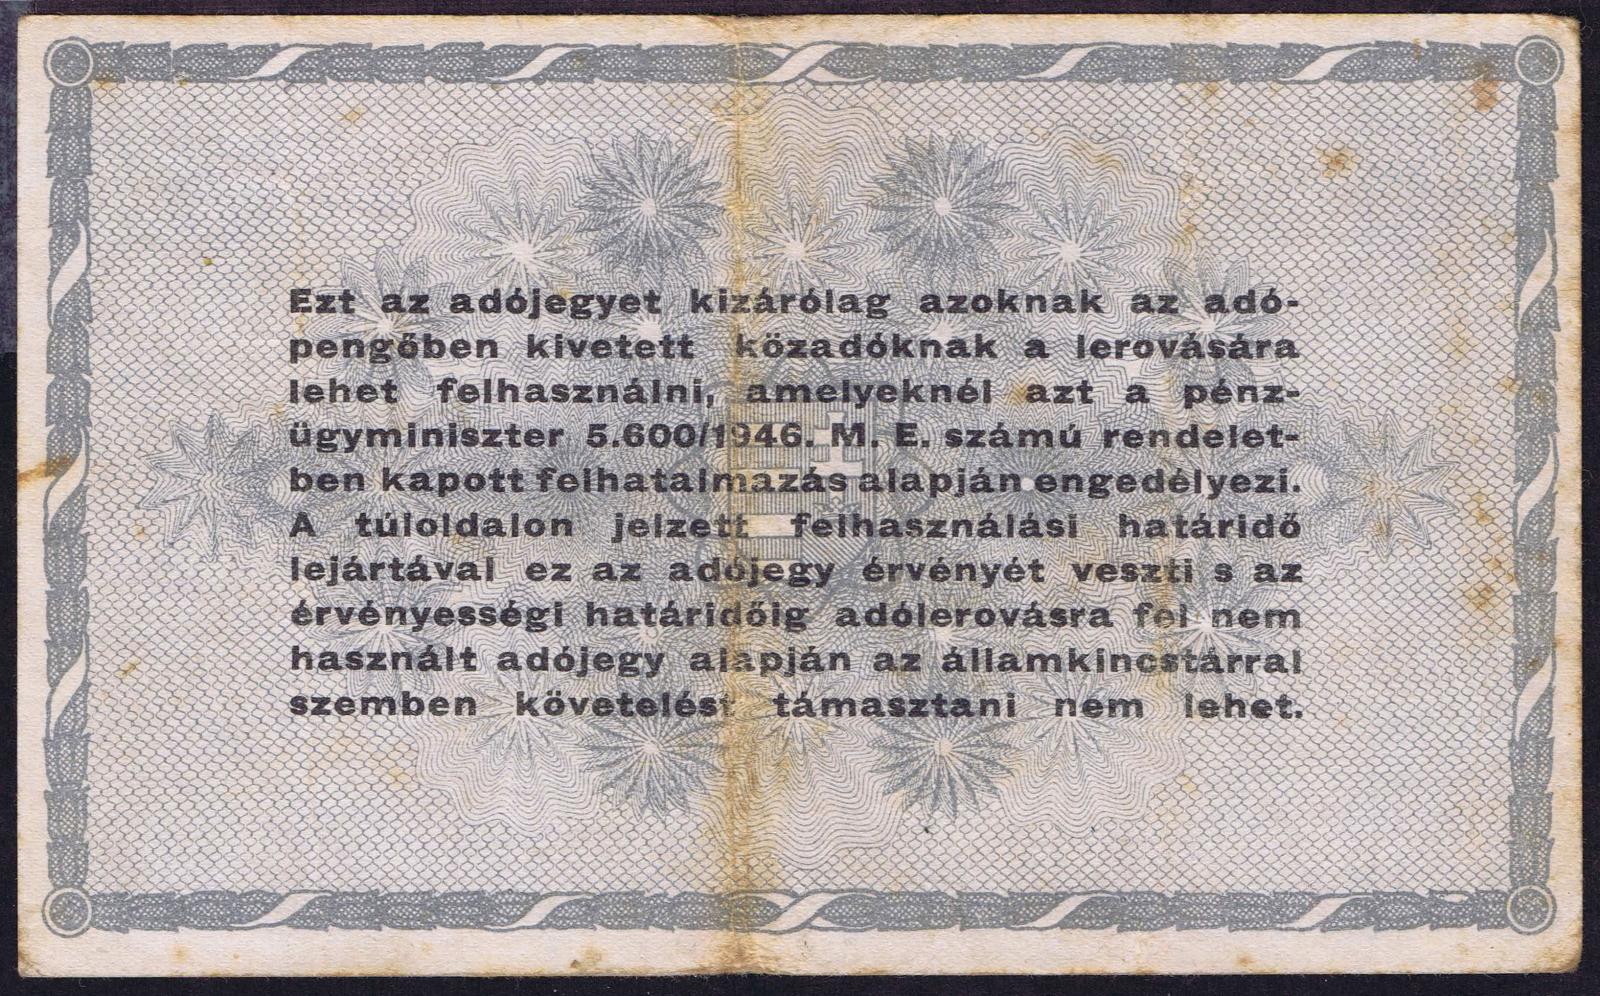 Ezt az adójegyet kizárólag azoknak az adó-
pengőben kivetett közadóknak a lerovására
lehet felhasználni, amelyeknél azt a pénz-
ügyminiszter 5.600/1946. M. E. számú rendelet-
ben kapott felhatalmazás alapján engedélyezi.
A túloldalon jelzett felhasználási határidő
lejártával ez az adójegy érvényét veszti s az
érvényességi határidőig adólerovásra fel nem
használt adójegy alapján az államkincstárral
szemben követelést támasztani nem lehet.